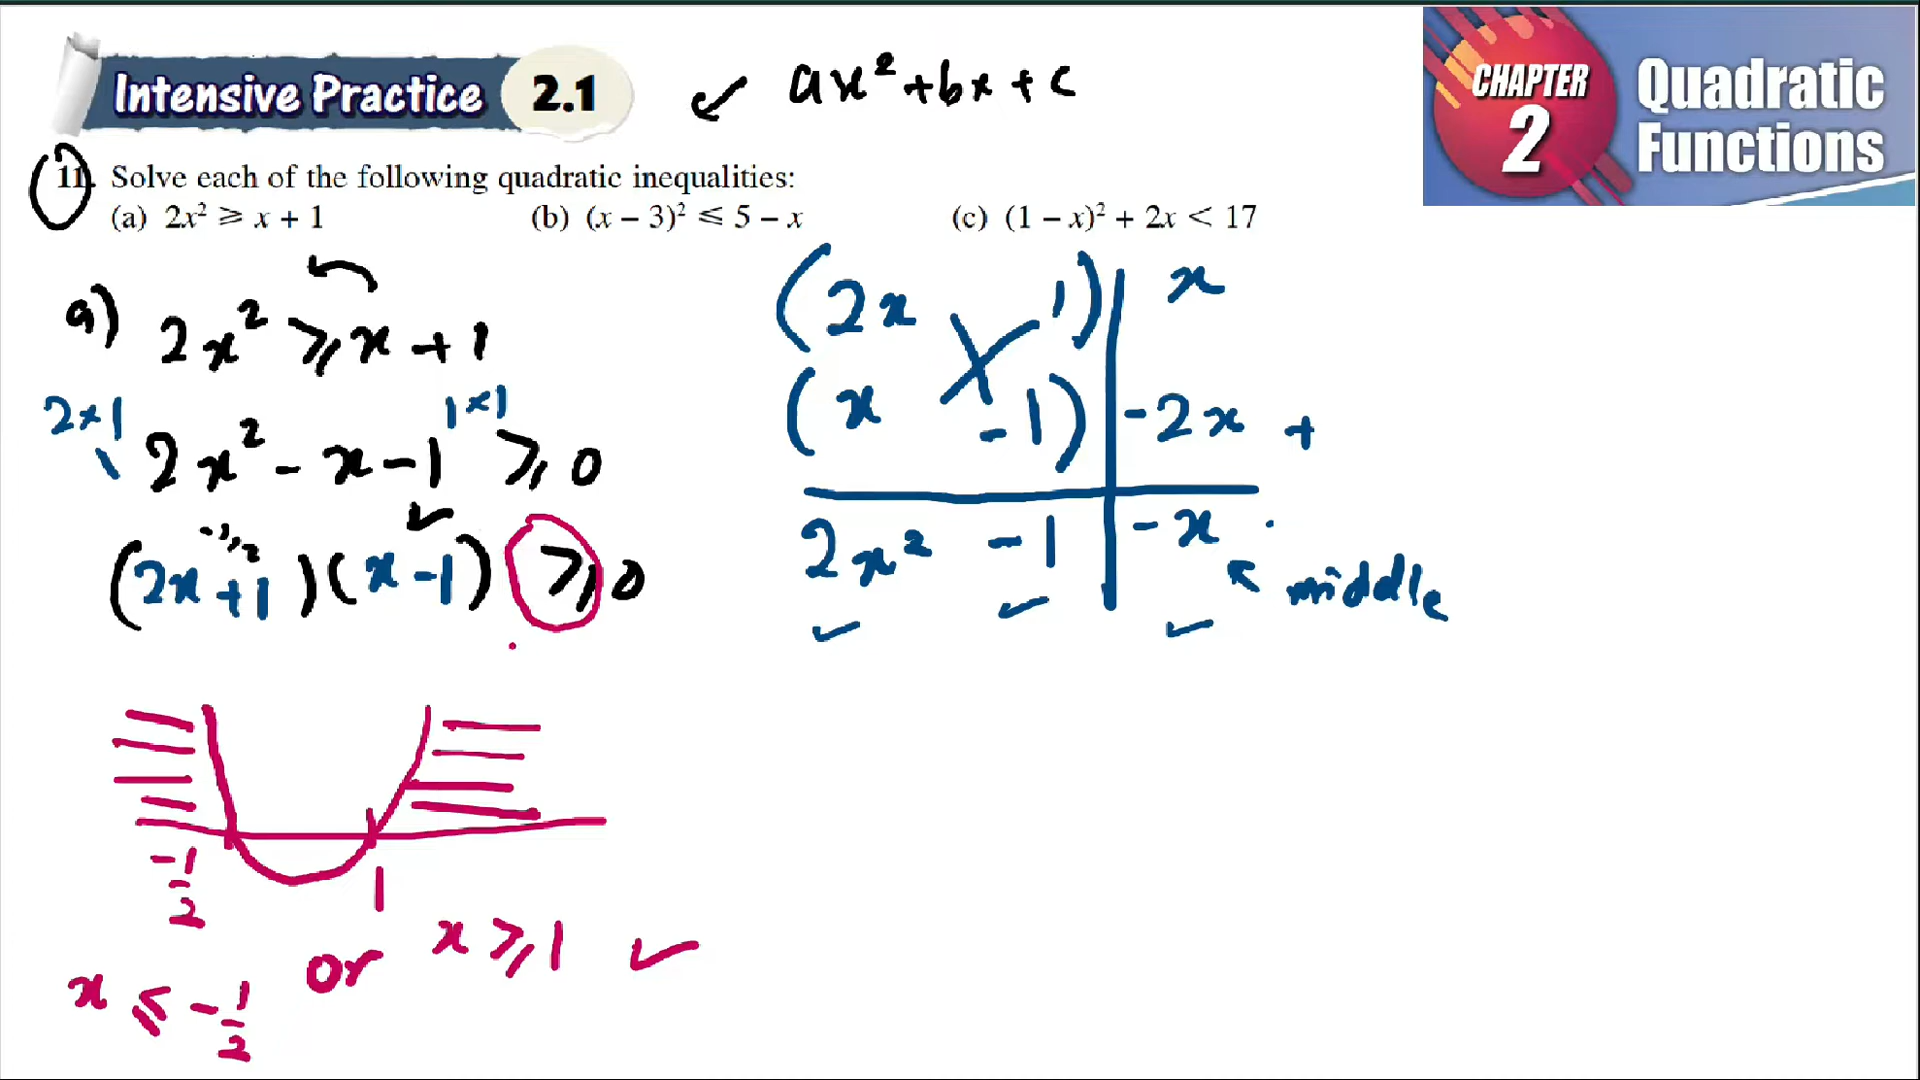 Intensive Practice 2.1
✓ ax² + bx + c
CHAPTER 2
Quadratic Functions
11. Solve each of the following quadratic inequalities:
(a) 2x² ⩾ x + 1 (b) (x – 3)² ⩽ 5 – x (c) (1 – x)² + 2x < 17
a) 2x² ⩾ x + 1
2×1 1×1
2x² - x - 1 ⩾ 0
-1/2 ✓
(2x + 1)(x - 1) ⩾ 0
(2x 1) x
(x -1) -2x +
2x² -1 -x middle
✓ ✓ ✓
-1/2 1
x ⩽ -1/2 or x ⩾ 1 ✓